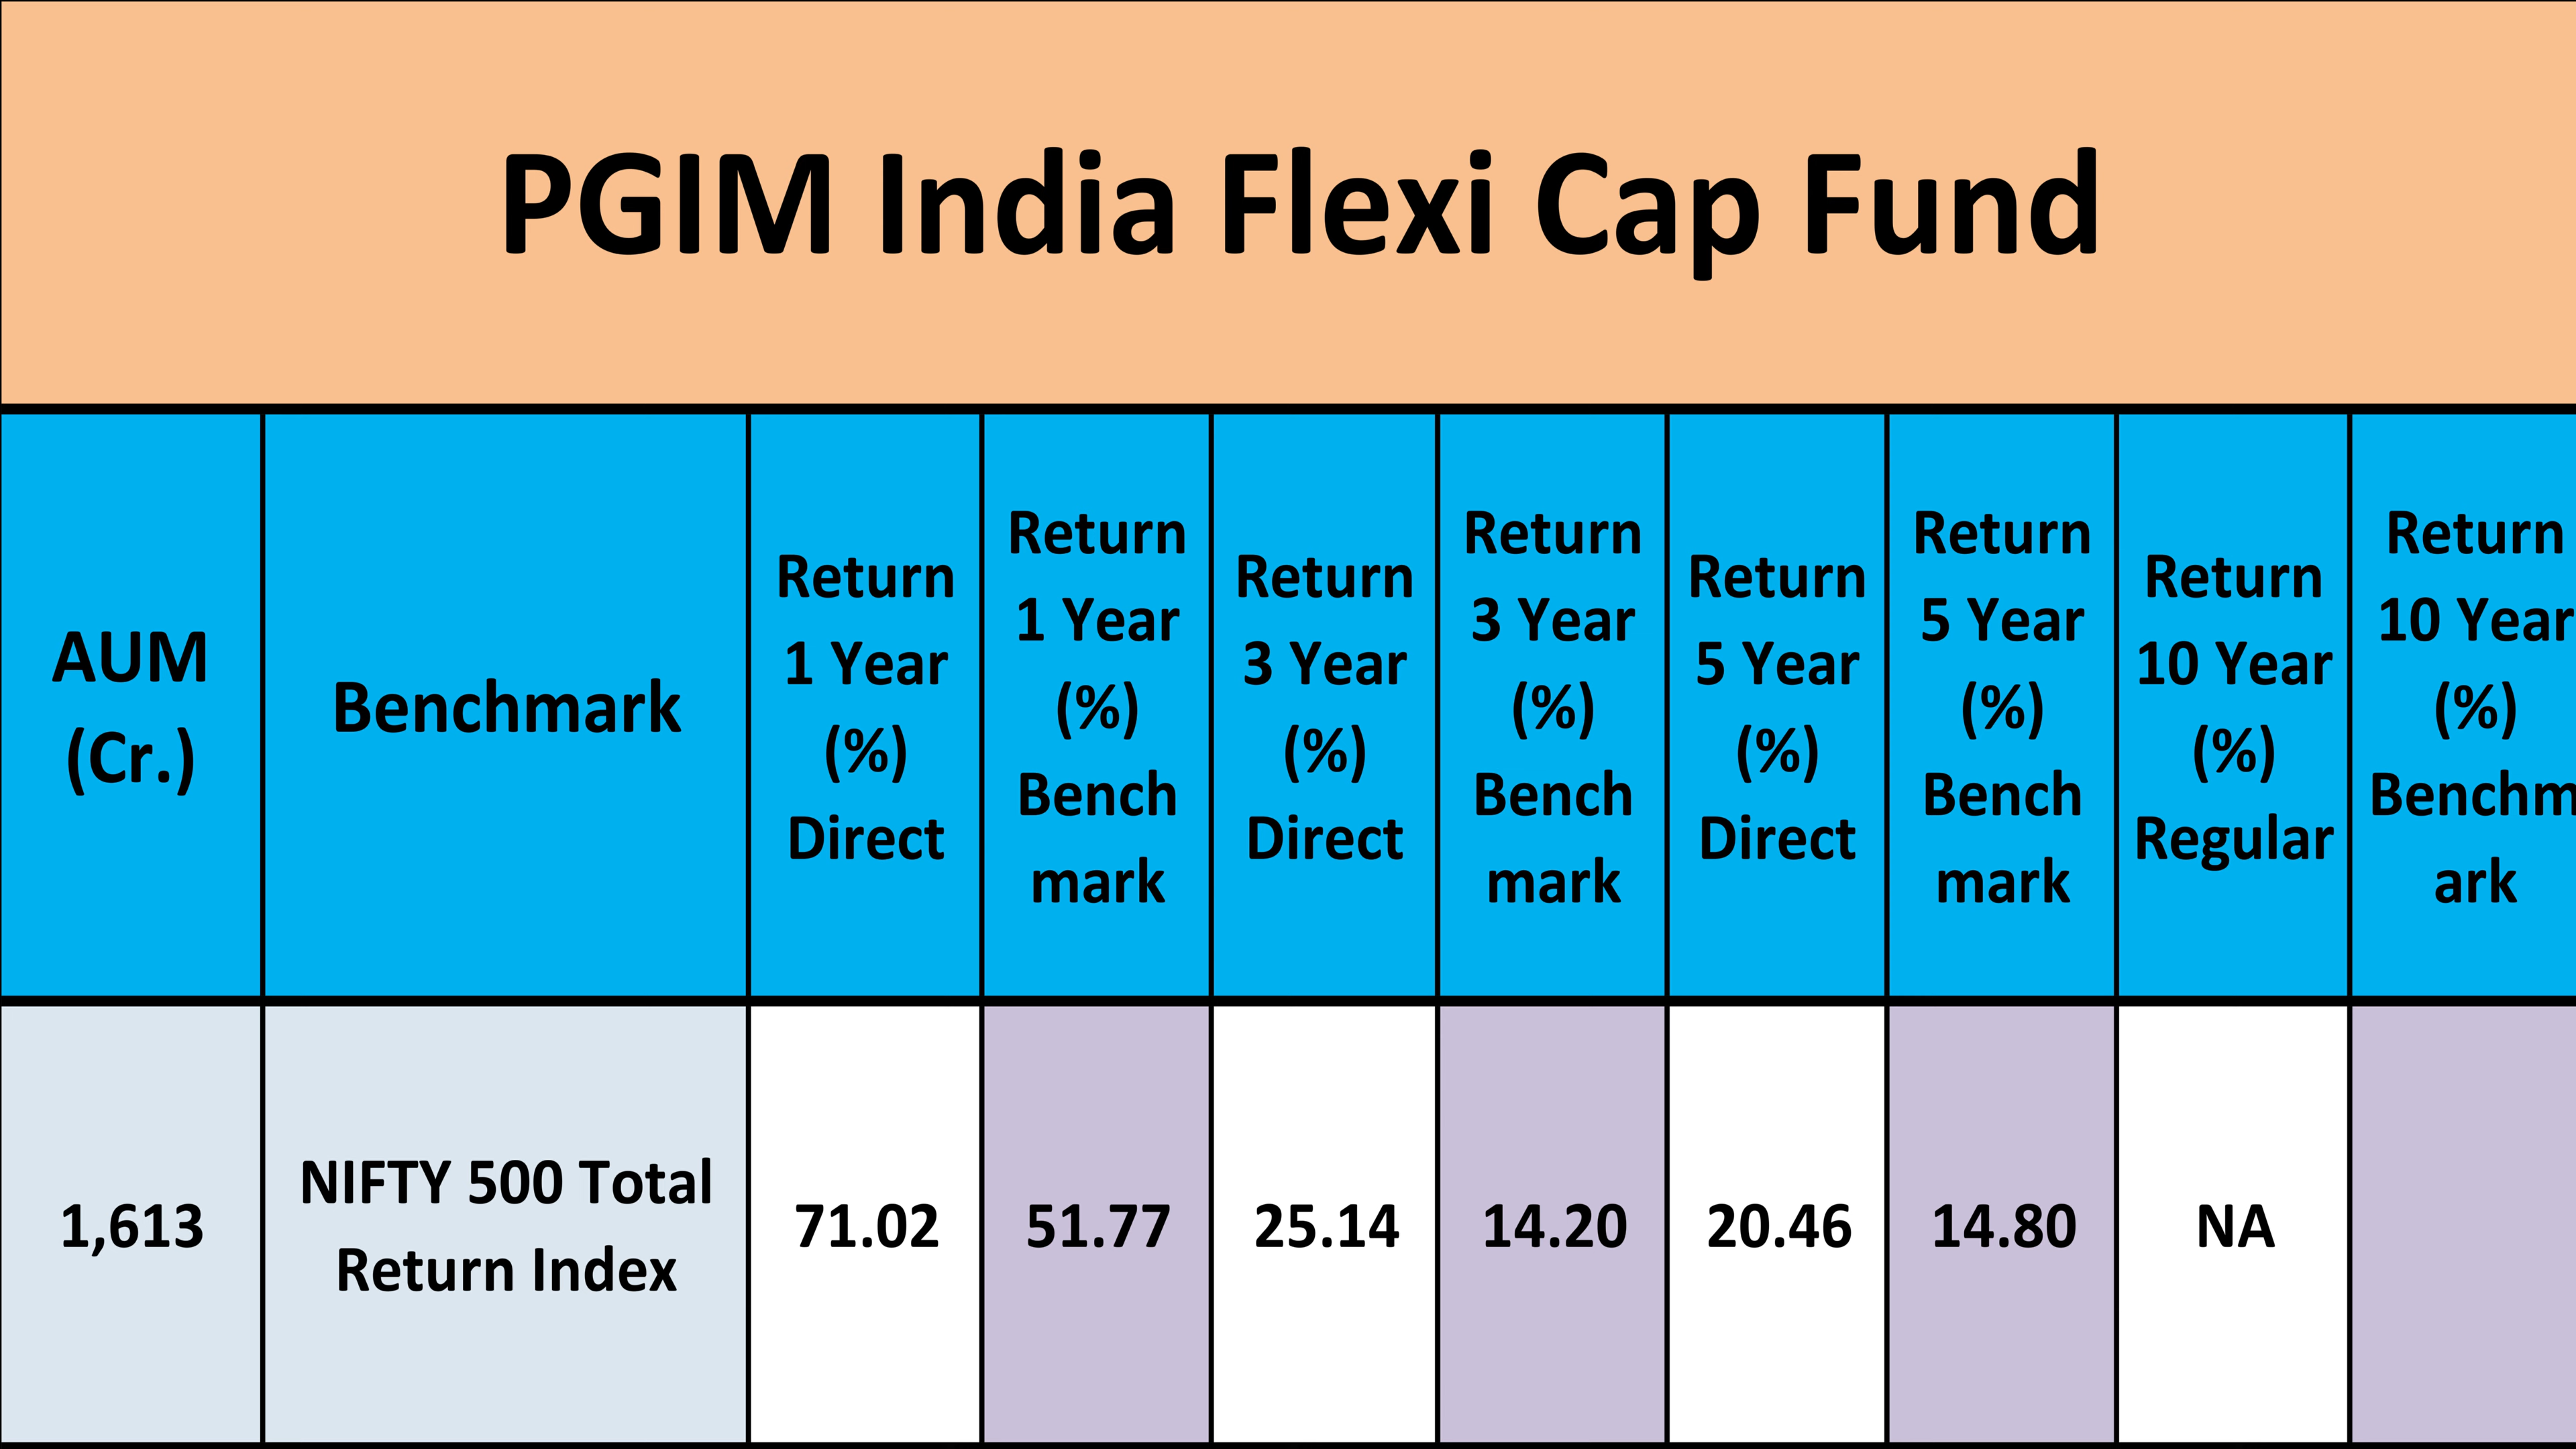 PGIM India Flexi Cap Fund
AUM
(Cr.)
Benchmark
Return
1 Year
(%)
Direct
Return
1 Year
(%)
Bench
mark
Return
3 Year
(%)
Direct
Return
3 Year
(%)
Bench
mark
Return
5 Year
(%)
Direct
Return
5 Year
(%)
Bench
mark
Return
10 Year
(%)
Regular
Return
10 Year
(%)
Benchm
ark
1,613
NIFTY 500 Total
Return Index
71.02
51.77
25.14
14.20
20.46
14.80
NA